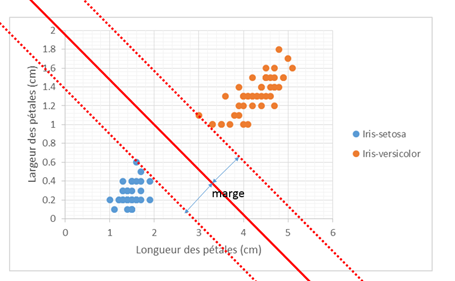 2
1.8
1.6
1.4
1.2
1
0.8
0.6
0.4
0.2
0
Largeur des pétales (cm)
marge
0 1 2 3 4 5 6
Longueur des pétales (cm)
Iris-setosa
Iris-versicolor